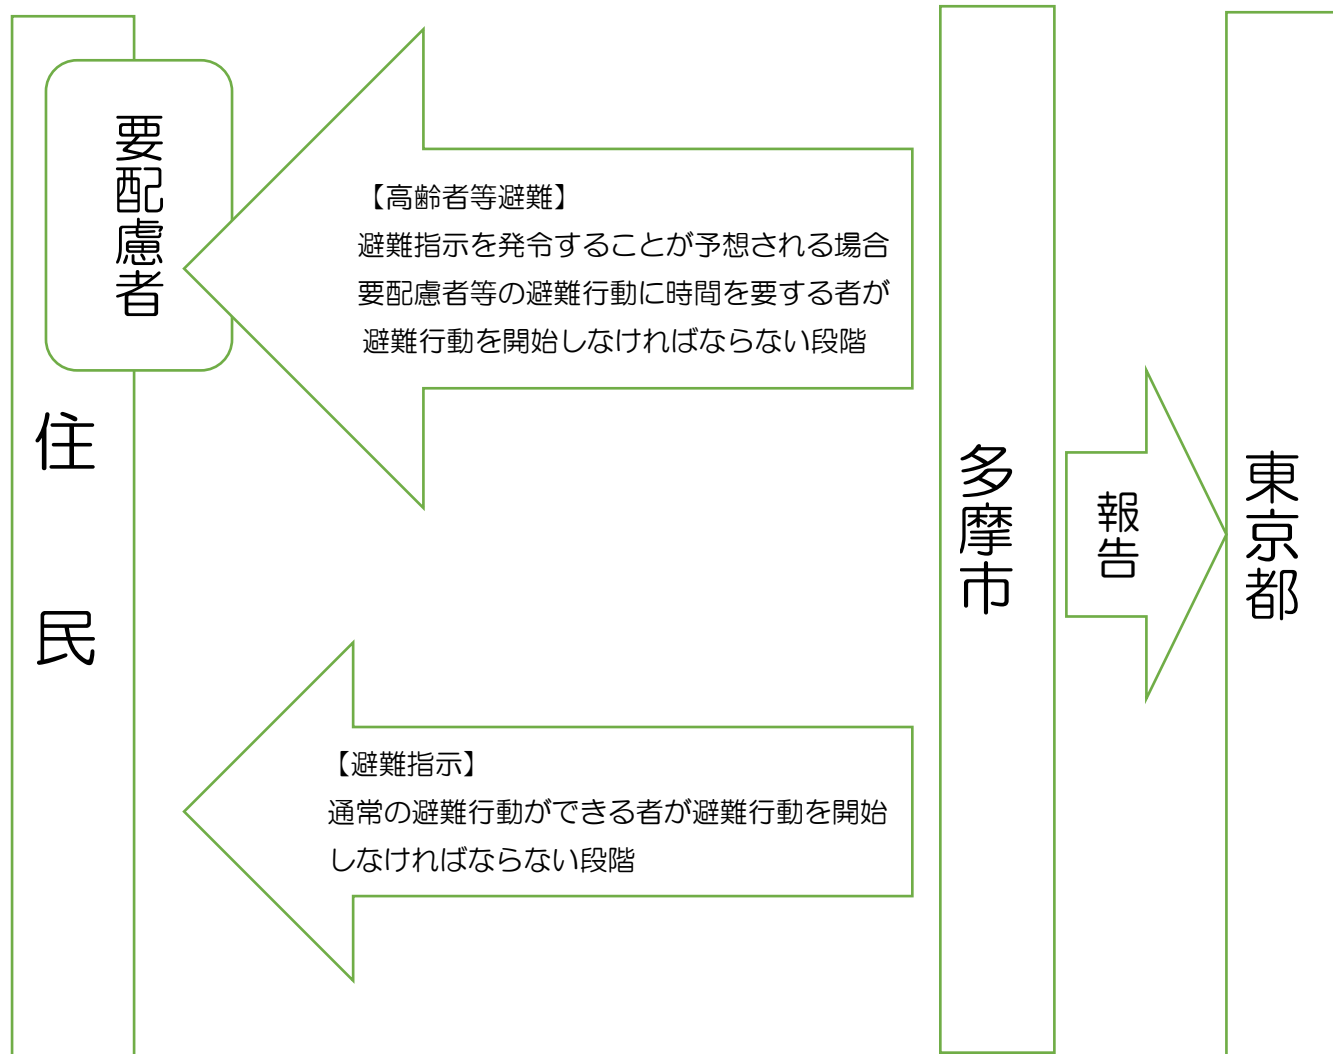 要配慮者
住民
【高齢者等避難】
避難指示を発令することが予想される場合
要配慮者等の避難行動に時間を要する者が
避難行動を開始しなければならない段階
【避難指示】
通常の避難行動ができる者が避難行動を開始
しなければならない段階
多摩市
報告
東京都